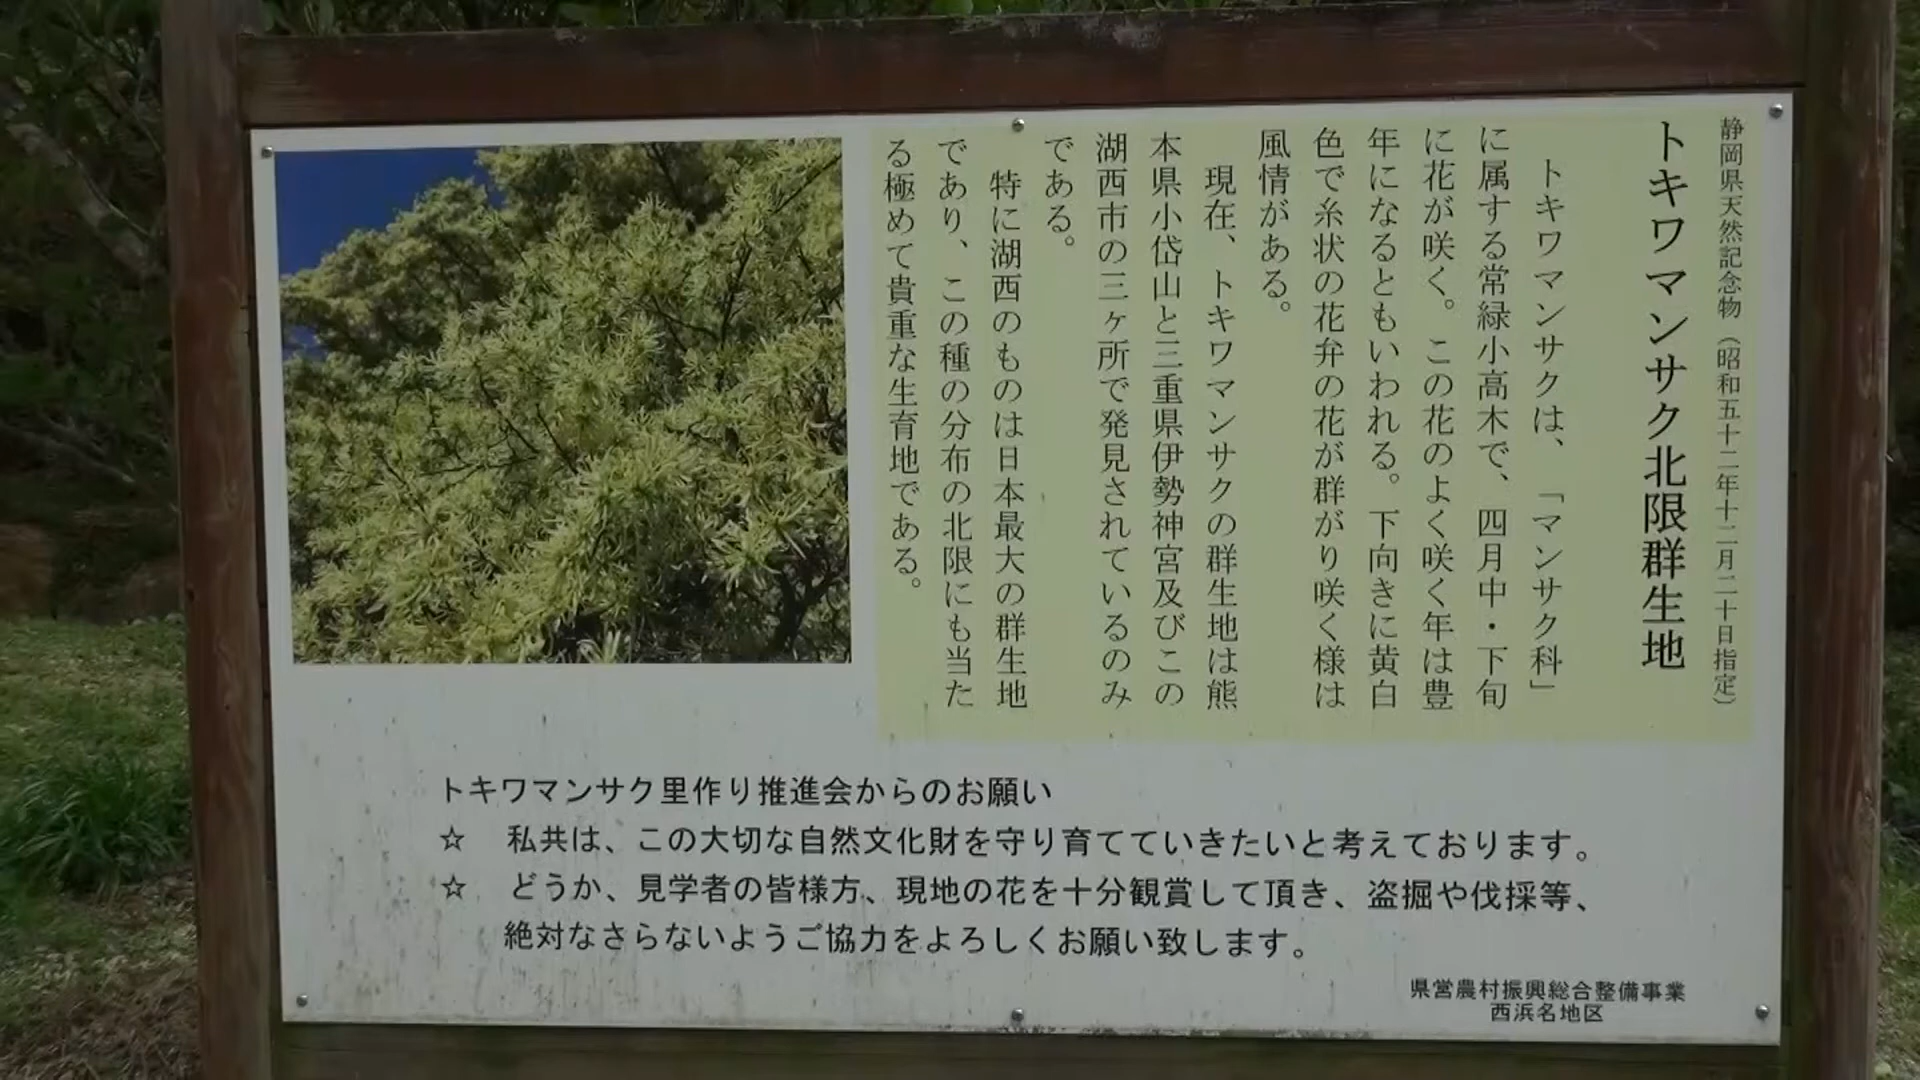 静岡県天然記念物（昭和五十二年十二月二十日指定）
トキワマンサク北限群生地
トキワマンサクは、「マンサク科」
に属する常緑小高木で、四月中・下旬
に花が咲く。この花のよく咲く年は豊
年になるともいわれる。下向きに黄白
色で糸状の花弁の花が群がり咲く様は
風情がある。
現在、トキワマンサクの群生地は熊
本県小岱山と三重県伊勢神宮及びこの
湖西市の三ヶ所で発見されているのみ
である。
特に湖西のものは日本最大の群生地
であり、この種の分布の北限にも当た
る極めて貴重な生育地である。
トキワマンサク里作り推進会からのお願い
☆　私共は、この大切な自然文化財を守り育てていきたいと考えております。
☆　どうか、見学者の皆様方、現地の花を十分観賞して頂き、盗掘や伐採等、
絶対なさらないようご協力をよろしくお願い致します。
県営農村振興総合整備事業
西浜名地区